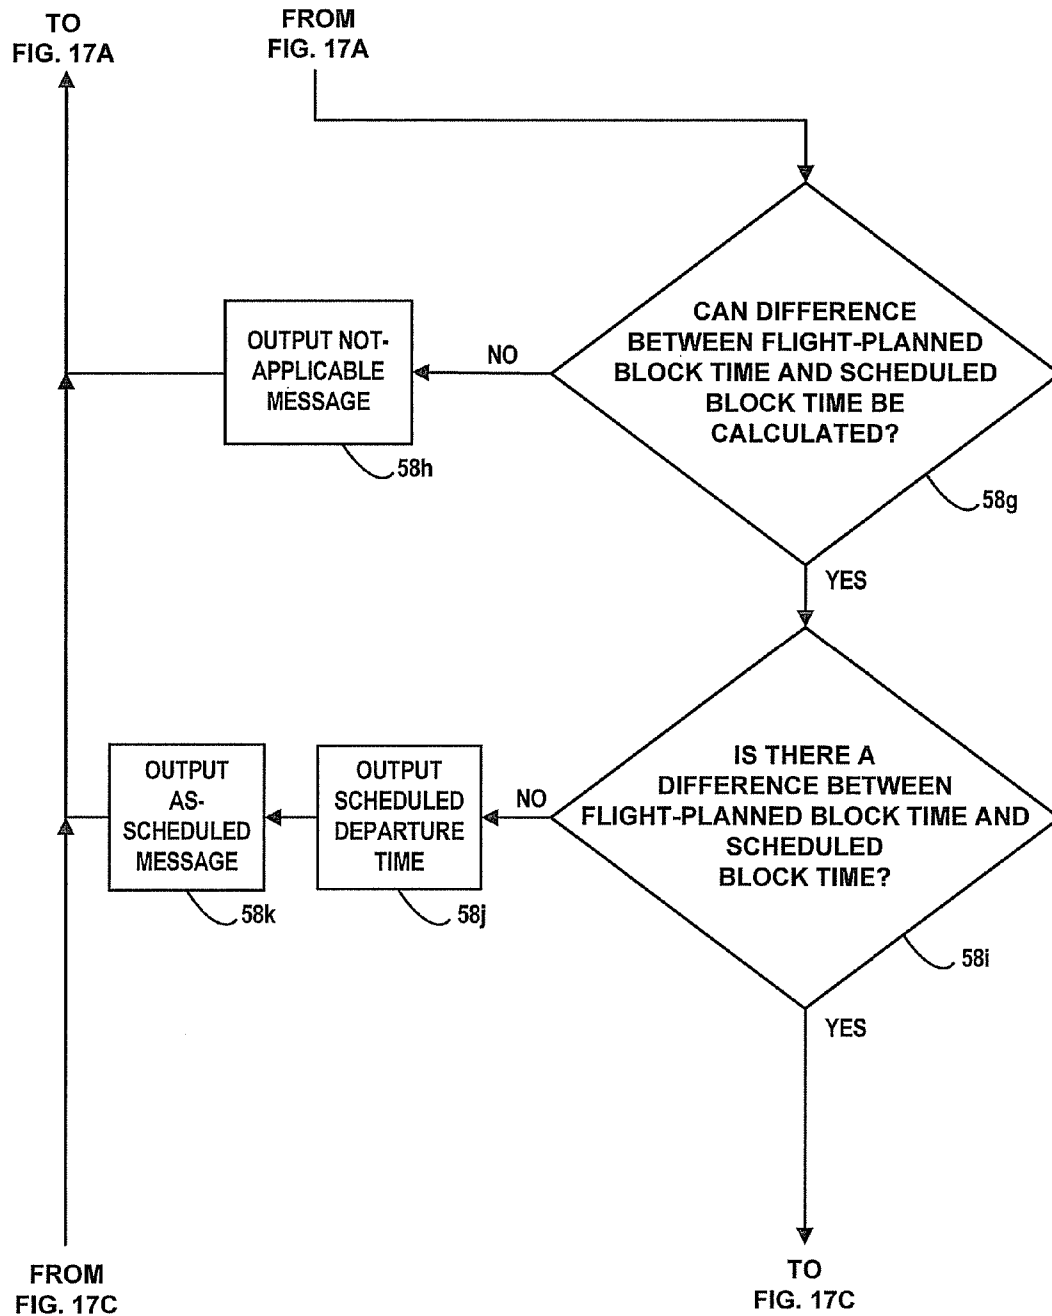 TO
FIG. 17A
FROM
FIG. 17A
CAN DIFFERENCE
BETWEEN FLIGHT-PLANNED
BLOCK TIME AND SCHEDULED
BLOCK TIME BE
CALCULATED?
58g
NO
OUTPUT NOT-
APPLICABLE
MESSAGE
58h
YES
IS THERE A
DIFFERENCE BETWEEN
FLIGHT-PLANNED BLOCK TIME AND
SCHEDULED
BLOCK TIME?
58i
NO
OUTPUT
SCHEDULED
DEPARTURE
TIME
58j
OUTPUT
AS-
SCHEDULED
MESSAGE
58k
YES
FROM
FIG. 17C
TO
FIG. 17C